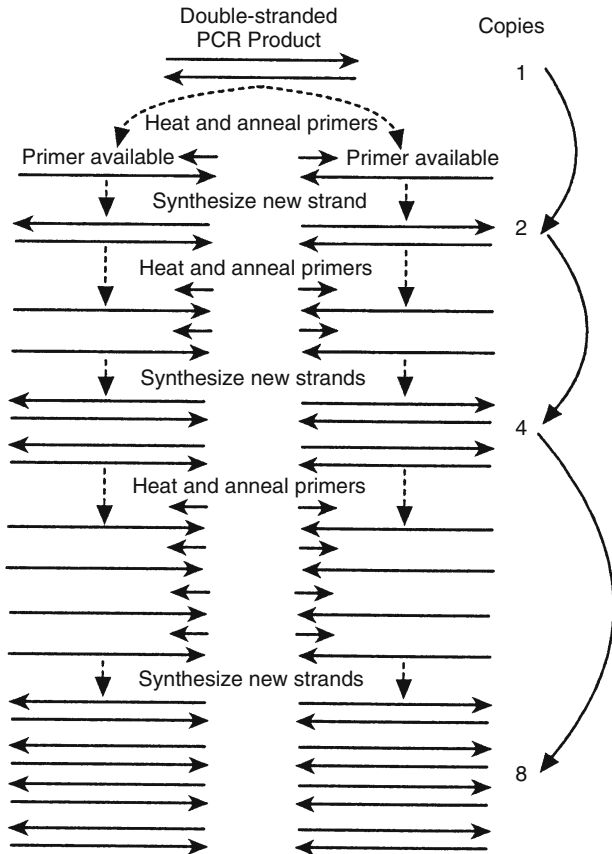 Double-stranded
PCR Product
Copies
1
Heat and anneal primers
Primer available
Primer available
Synthesize new strand
2
Heat and anneal primers
Synthesize new strands
4
Heat and anneal primers
Synthesize new strands
8